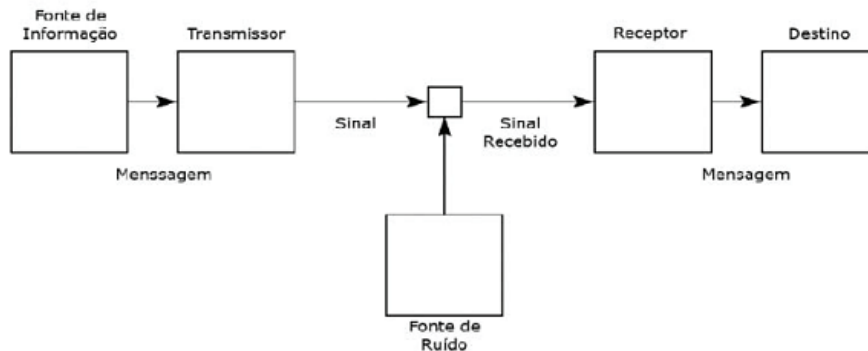 Fonte de
Informação
Transmissor
Receptor
Destino
Sinal
Sinal
Recebido
Menssagem
Mensagem
Fonte de
Ruído